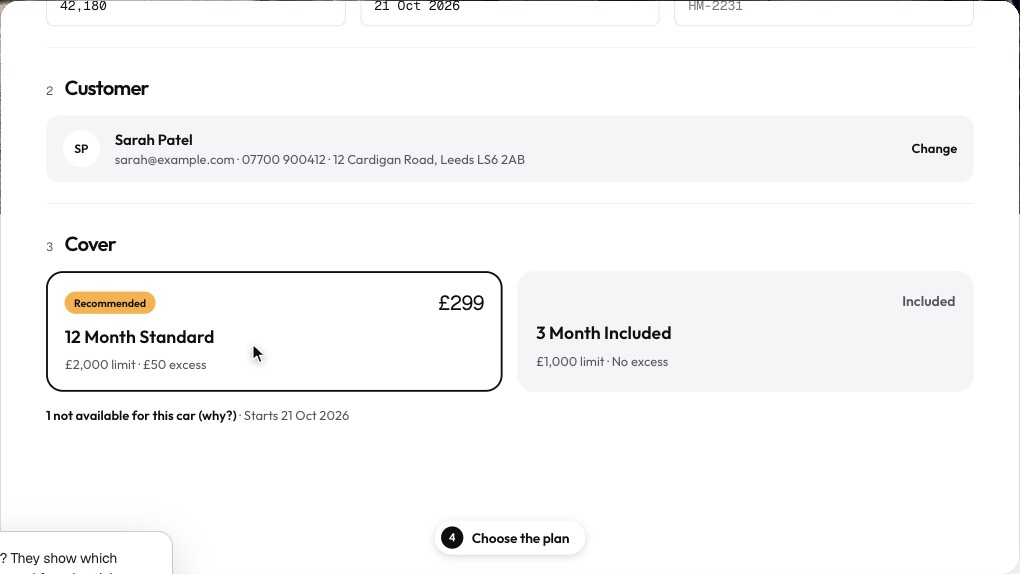 42,180
21 Oct 2026
HM-2231
2 Customer
SP
Sarah Patel
sarah@example.com · 07700 900412 · 12 Cardigan Road, Leeds LS6 2AB
Change
3 Cover
Recommended
£299
12 Month Standard
£2,000 limit · £50 excess
Included
3 Month Included
£1,000 limit · No excess
1 not available for this car (why?) · Starts 21 Oct 2026
4 Choose the plan
? They show which